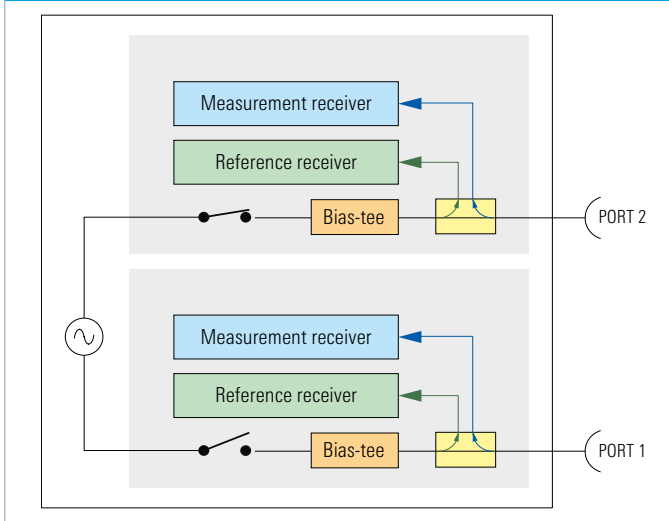 Measurement receiver
Reference receiver
Bias-tee
PORT 2
Measurement receiver
Reference receiver
Bias-tee
PORT 1